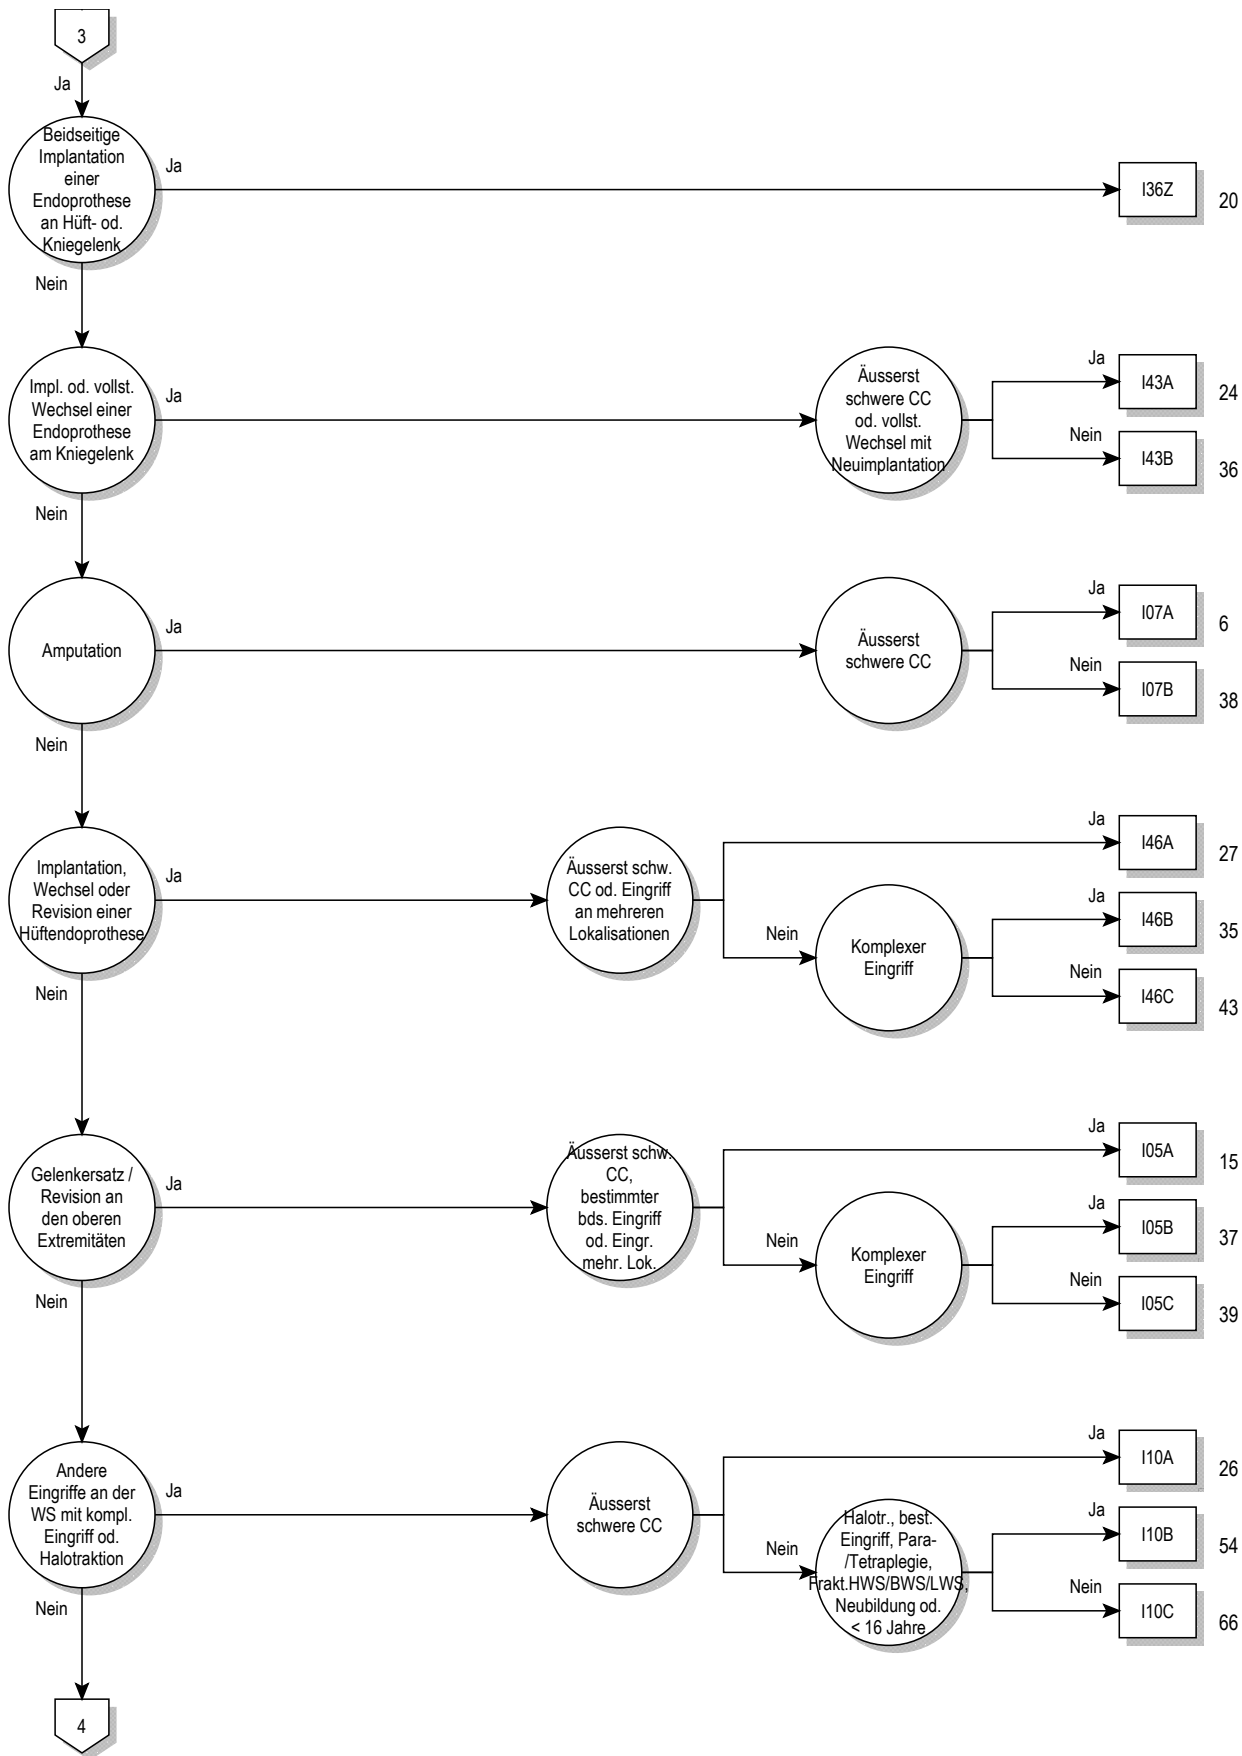 3
Ja
Beidseitige
Implantation
einer
Endoprothese
an Hüft- od.
Kniegelenk
Ja
I36Z
20
Nein
Impl. od. vollst.
Wechsel einer
Endoprothese
am Kniegelenk
Ja
Äusserst
schwere CC
od. vollst.
Wechsel mit
Neuimplantation
Ja
I43A
24
Nein
I43B
36
Nein
Amputation
Ja
Äusserst
schwere CC
Ja
I07A
6
Nein
I07B
38
Nein
Implantation,
Wechsel oder
Revision einer
Hüftendoprothese
Ja
Äusserst schw.
CC od. Eingriff
an mehreren
Lokalisationen
Ja
I46A
27
Nein
Komplexer
Eingriff
Ja
I46B
35
Nein
I46C
43
Nein
Gelenkersatz /
Revision an
den oberen
Extremitäten
Ja
Äusserst schw.
CC,
bestimmter
bds. Eingriff
od. Eingr.
mehr. Lok.
Ja
I05A
15
Nein
Komplexer
Eingriff
Ja
I05B
37
Nein
I05C
39
Nein
Andere
Eingriffe an der
WS mit kompl.
Eingriff od.
Halotraktion
Ja
Äusserst
schwere CC
Ja
I10A
26
Nein
Halotr., best.
Eingriff, Para-
/Tetraplegie,
Frakt.HWS/BWS/LWS,
Neubildung od.
< 16 Jahre
Ja
I10B
54
Nein
I10C
66
Nein
4